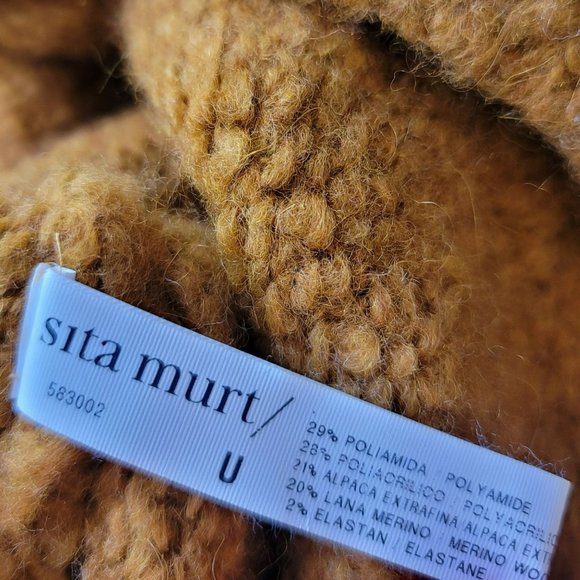 sita murt/
583002
U
29% POLIAMIDA / POLYAMIDE
28% POLIACRILICO / POLYACRILIC
21% ALPACA EXTRAFINA ALPACA EXT
20% LANA MERINO MERINO WO
2% ELASTAN / ELASTANE